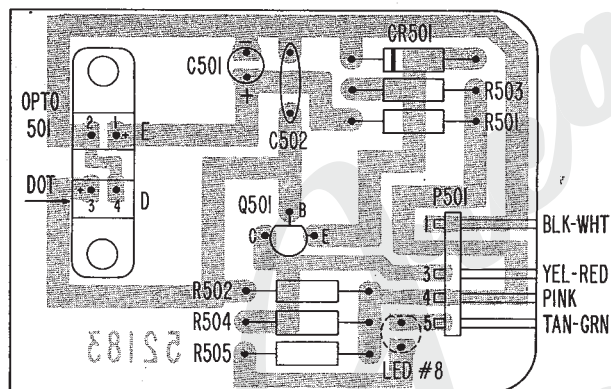 CR501
C501
OPTO
501
2 1 E
+
R503
C502
R501
DOT
+
3 4 D
P501
Q501
B
C E
1 BLK-WHT
3 YEL-RED
R502
4 PINK
R504
5 TAN-GRN
52183
R505
LED #8